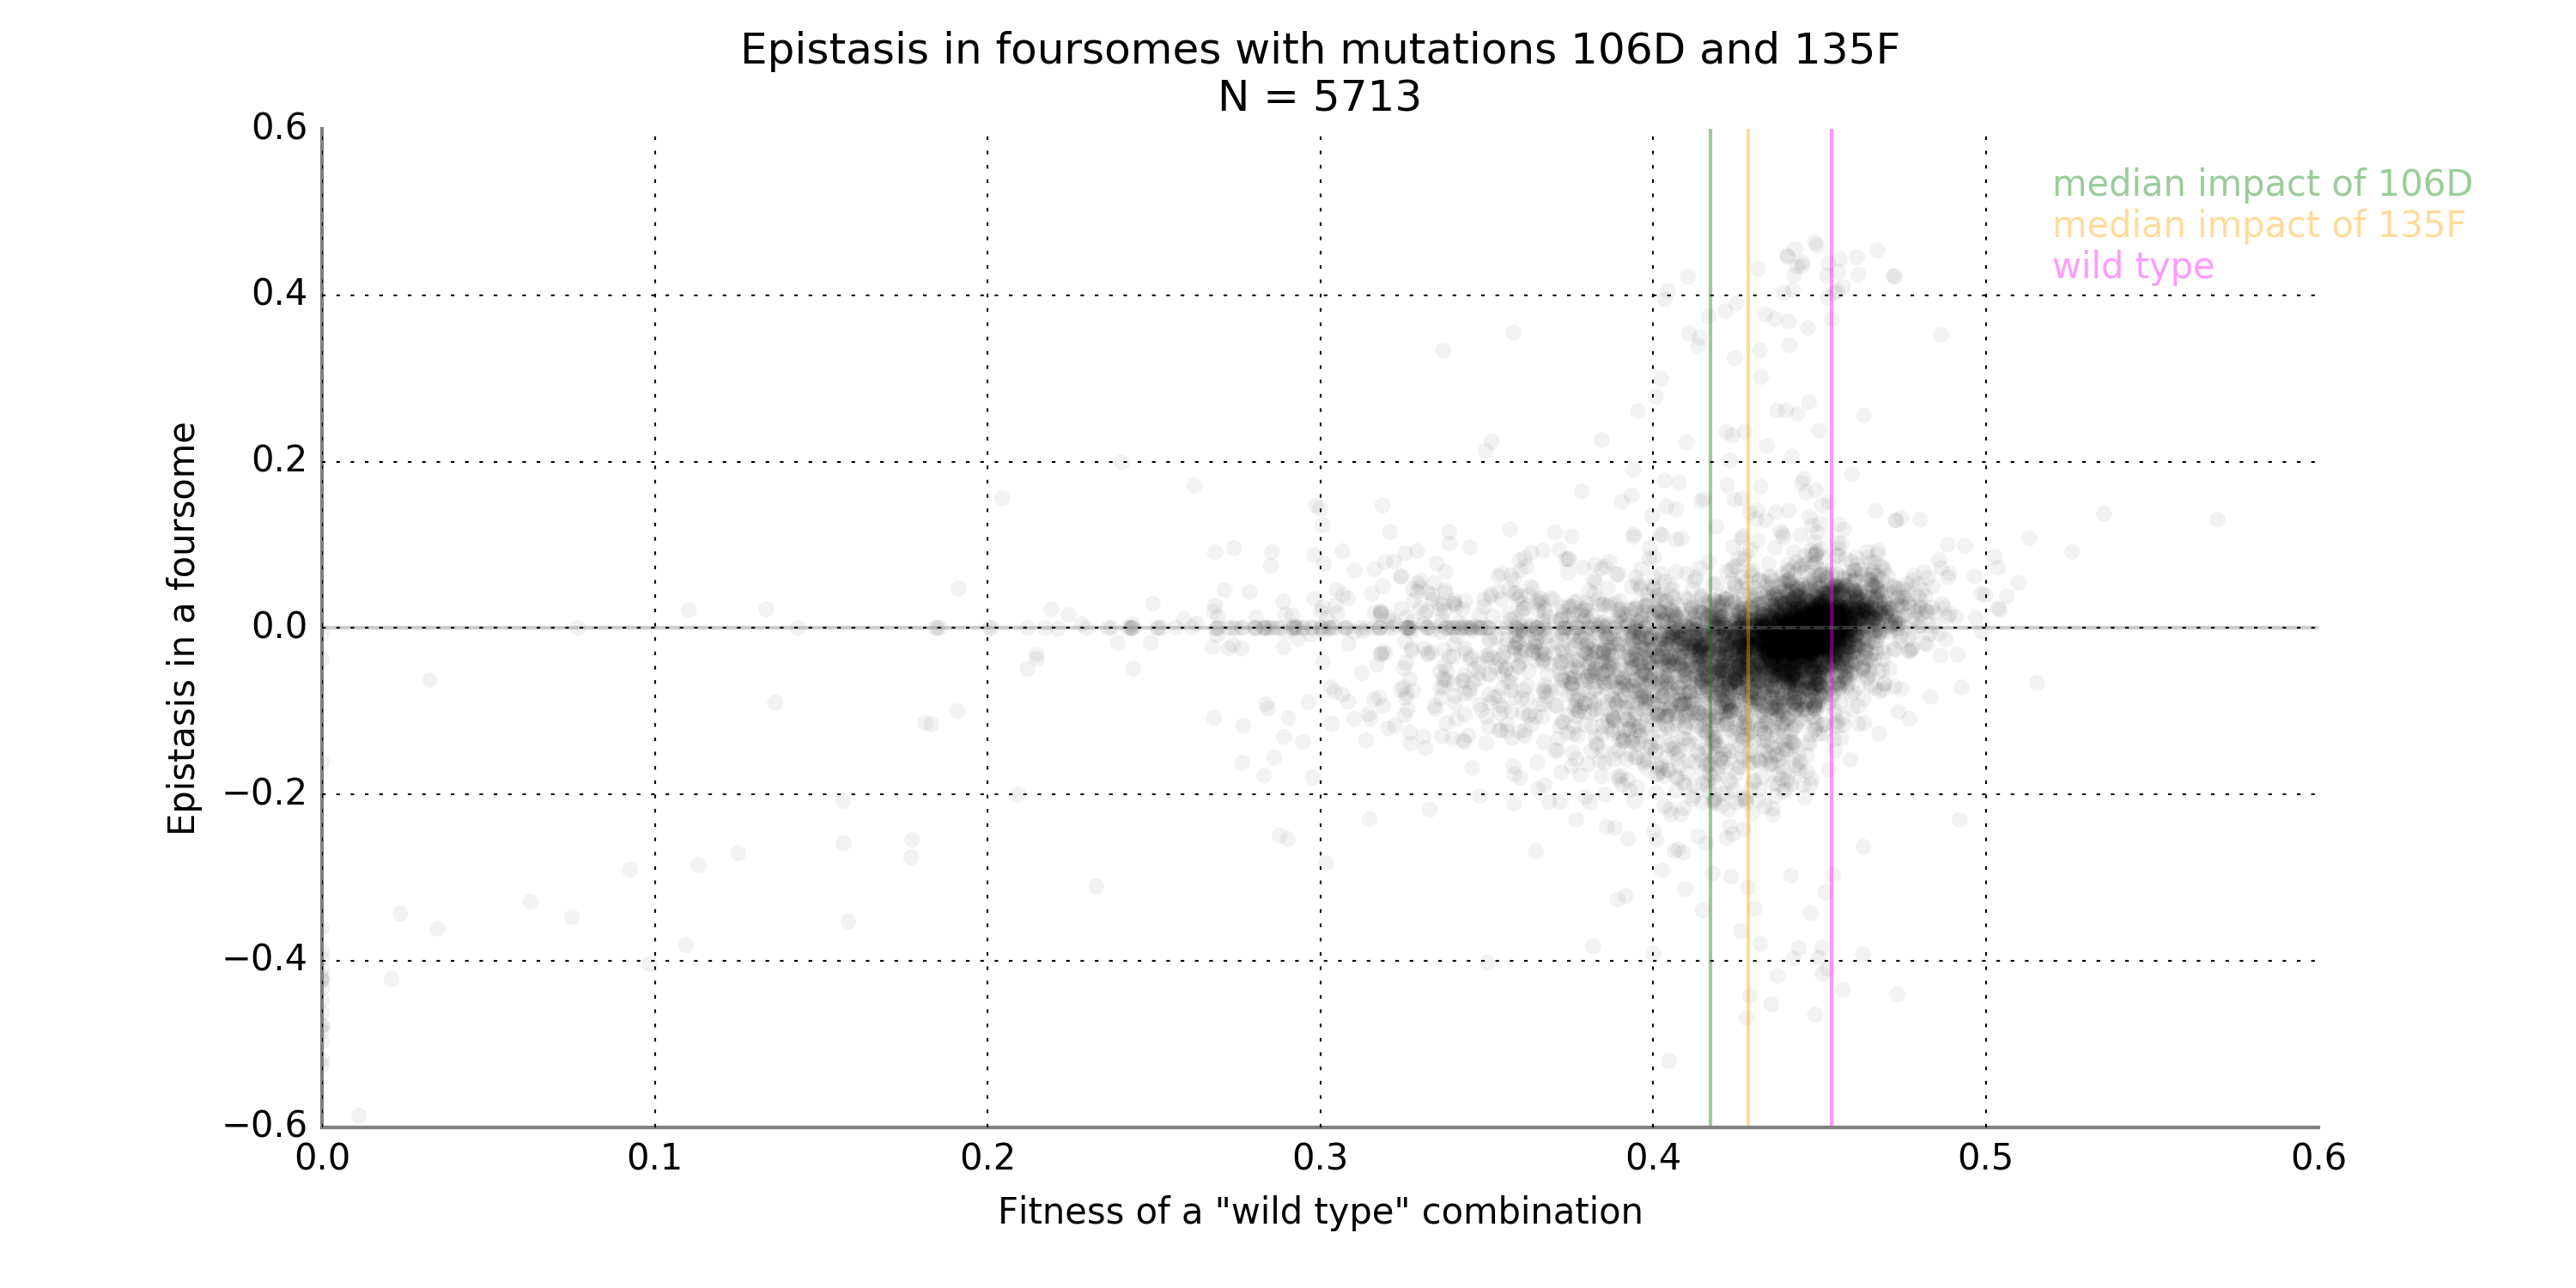 Epistasis in foursomes with mutations 106D and 135F
N = 5713
median impact of 106D
median impact of 135F
wild type
Epistasis in a foursome
0.6
0.4
0.2
0.0
−0.2
−0.4
−0.6
0.0 0.1 0.2 0.3 0.4 0.5 0.6
Fitness of a "wild type" combination